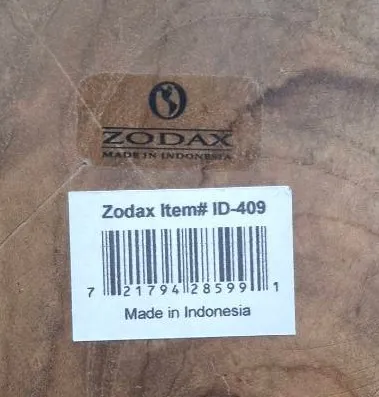 ZODAX
MADE IN INDONESIA
Zodax Item# ID-409
7 21794 28599 1
Made in Indonesia